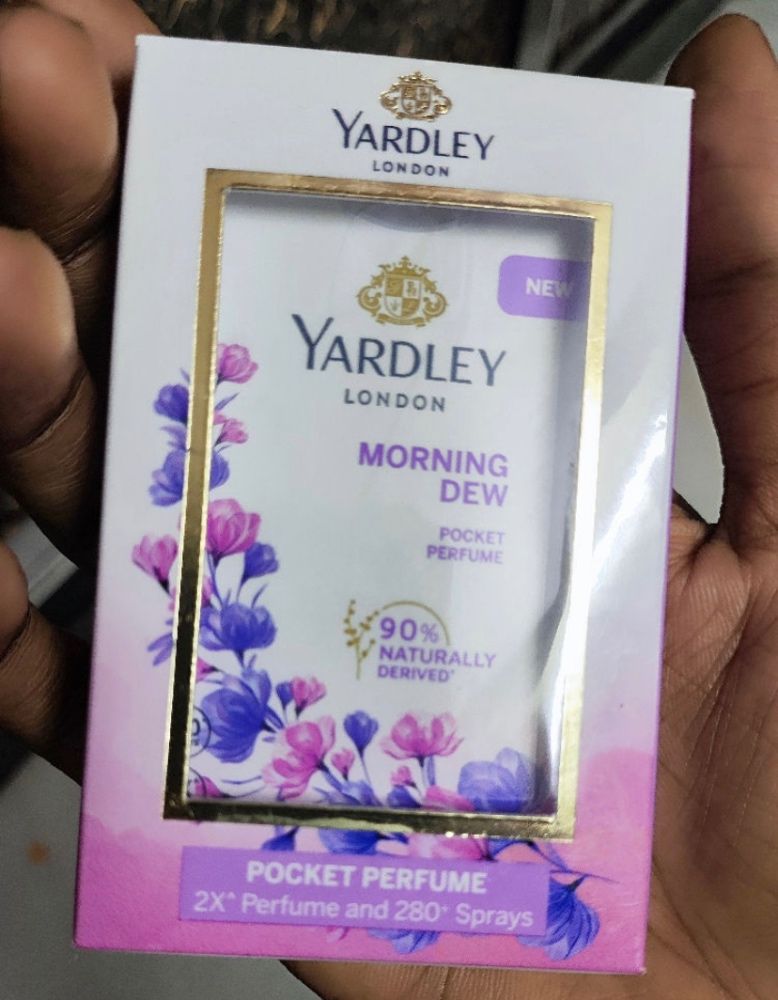 YARDLEY
LONDON
NEW
YARDLEY
LONDON
MORNING
DEW
POCKET
PERFUME
90%
NATURALLY
DERIVED*
POCKET PERFUME
2X^ Perfume and 280+ Sprays